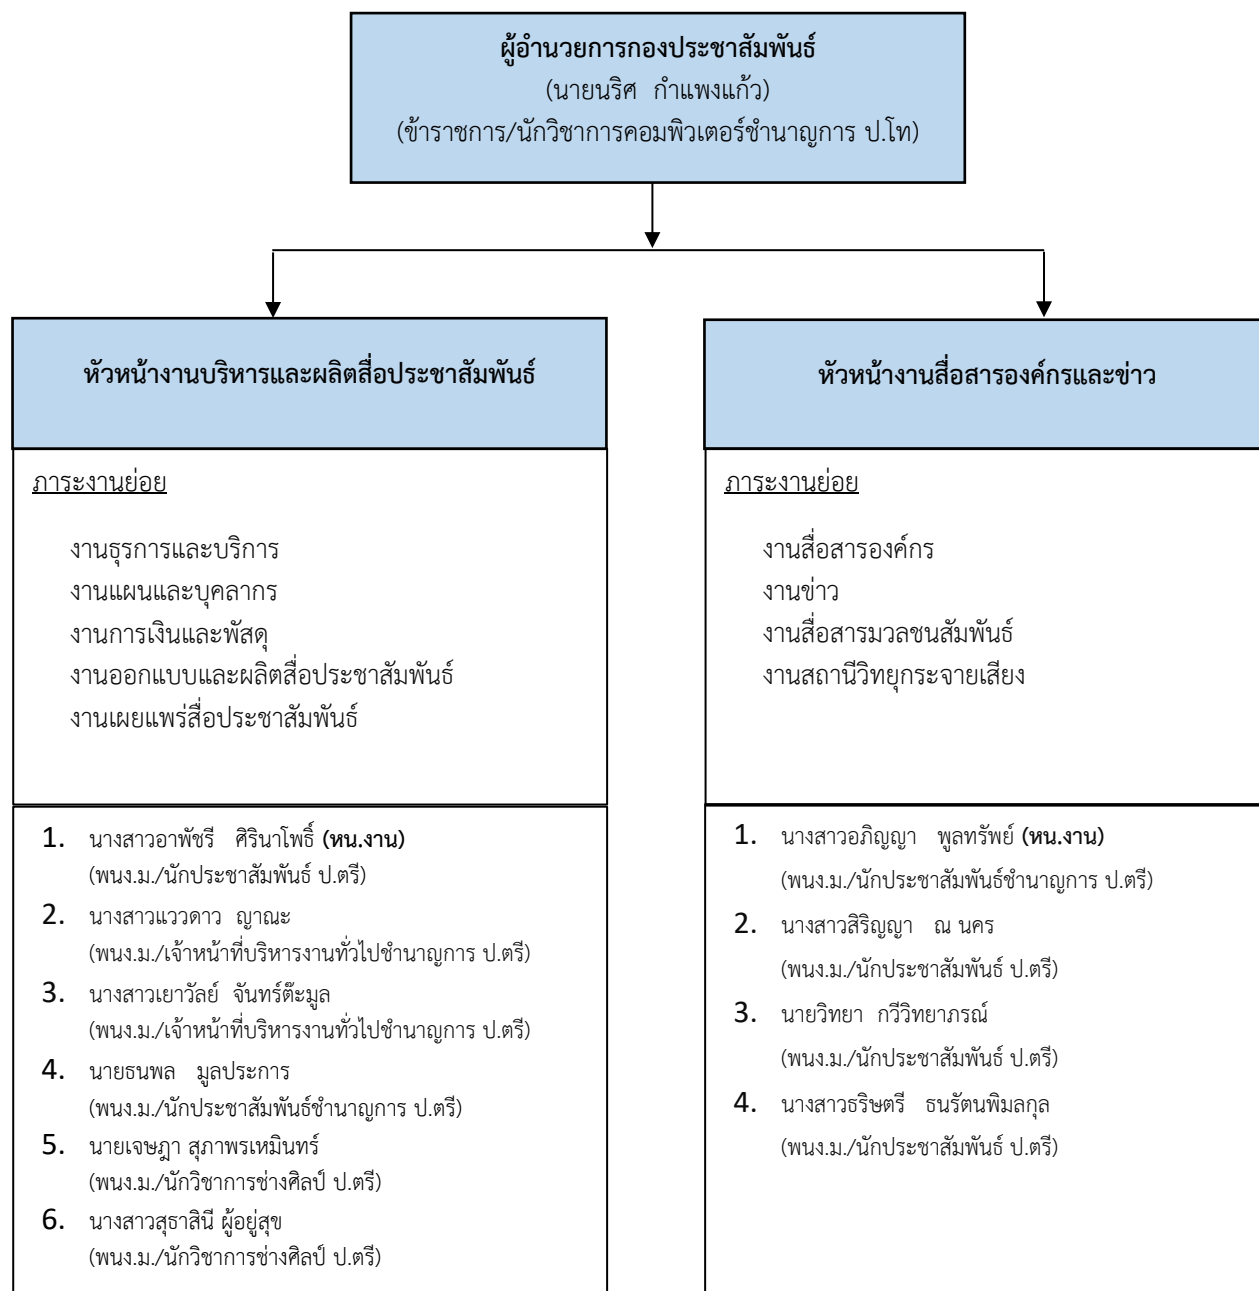 ผู้อำนวยการกองประชาสัมพันธ์
(นายนริศ กำแพงแก้ว)
(ข้าราชการ/นักวิชาการคอมพิวเตอร์ชำนาญการ ป.โท)
หัวหน้างานบริหารและผลิตสื่อประชาสัมพันธ์
ภาระงานย่อย
งานธุรการและบริการ
งานแผนและบุคลากร
งานการเงินและพัสดุ
งานออกแบบและผลิตสื่อประชาสัมพันธ์
งานเผยแพร่สื่อประชาสัมพันธ์
1. นางสาวอาพัชรี ศิรินาโพธิ์ (หน.งาน)
(พนง.ม./นักประชาสัมพันธ์ ป.ตรี)
2. นางสาวแววดาว ญาณะ
(พนง.ม./เจ้าหน้าที่บริหารงานทั่วไปชำนาญการ ป.ตรี)
3. นางสาวเยาวัลย์ จันทร์ต๊ะมูล
(พนง.ม./เจ้าหน้าที่บริหารงานทั่วไปชำนาญการ ป.ตรี)
4. นายธนพล มูลประการ
(พนง.ม./นักประชาสัมพันธ์ชำนาญการ ป.ตรี)
5. นายเจษฎา สุภาพรเหมินทร์
(พนง.ม./นักวิชาการช่างศิลป์ ป.ตรี)
6. นางสาวสุธาสินี ผู้อยู่สุข
(พนง.ม./นักวิชาการช่างศิลป์ ป.ตรี)
หัวหน้างานสื่อสารองค์กรและข่าว
ภาระงานย่อย
งานสื่อสารองค์กร
งานข่าว
งานสื่อสารมวลชนสัมพันธ์
งานสถานีวิทยุกระจายเสียง
1. นางสาวอภิญญา พูลทรัพย์ (หน.งาน)
(พนง.ม./นักประชาสัมพันธ์ชำนาญการ ป.ตรี)
2. นางสาวสิริญญา ณ นคร
(พนง.ม./นักประชาสัมพันธ์ ป.ตรี)
3. นายวิทยา กวีวิทยาภรณ์
(พนง.ม./นักประชาสัมพันธ์ ป.ตรี)
4. นางสาวธริษตรี ธนรัตนพิมลกุล
(พนง.ม./นักประชาสัมพันธ์ ป.ตรี)